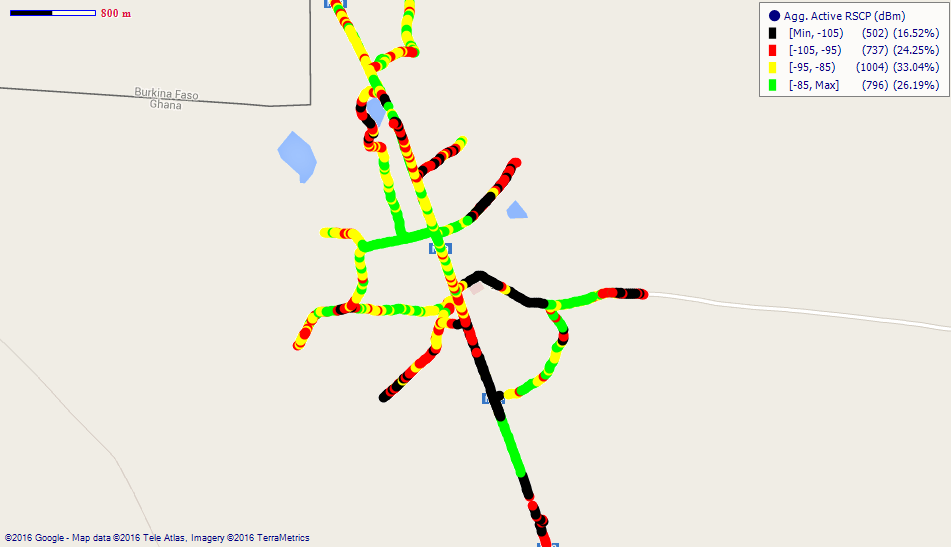 800 m
Agg. Active RSCP (dBm)
[Min, -105) (502) (16.52%)
[-105, -95) (737) (24.25%)
[-95, -85) (1004) (33.04%)
[-85, Max] (796) (26.19%)
Burkina Faso
Ghana
©2016 Google - Map data ©2016 Tele Atlas, Imagery ©2016 TerraMetrics